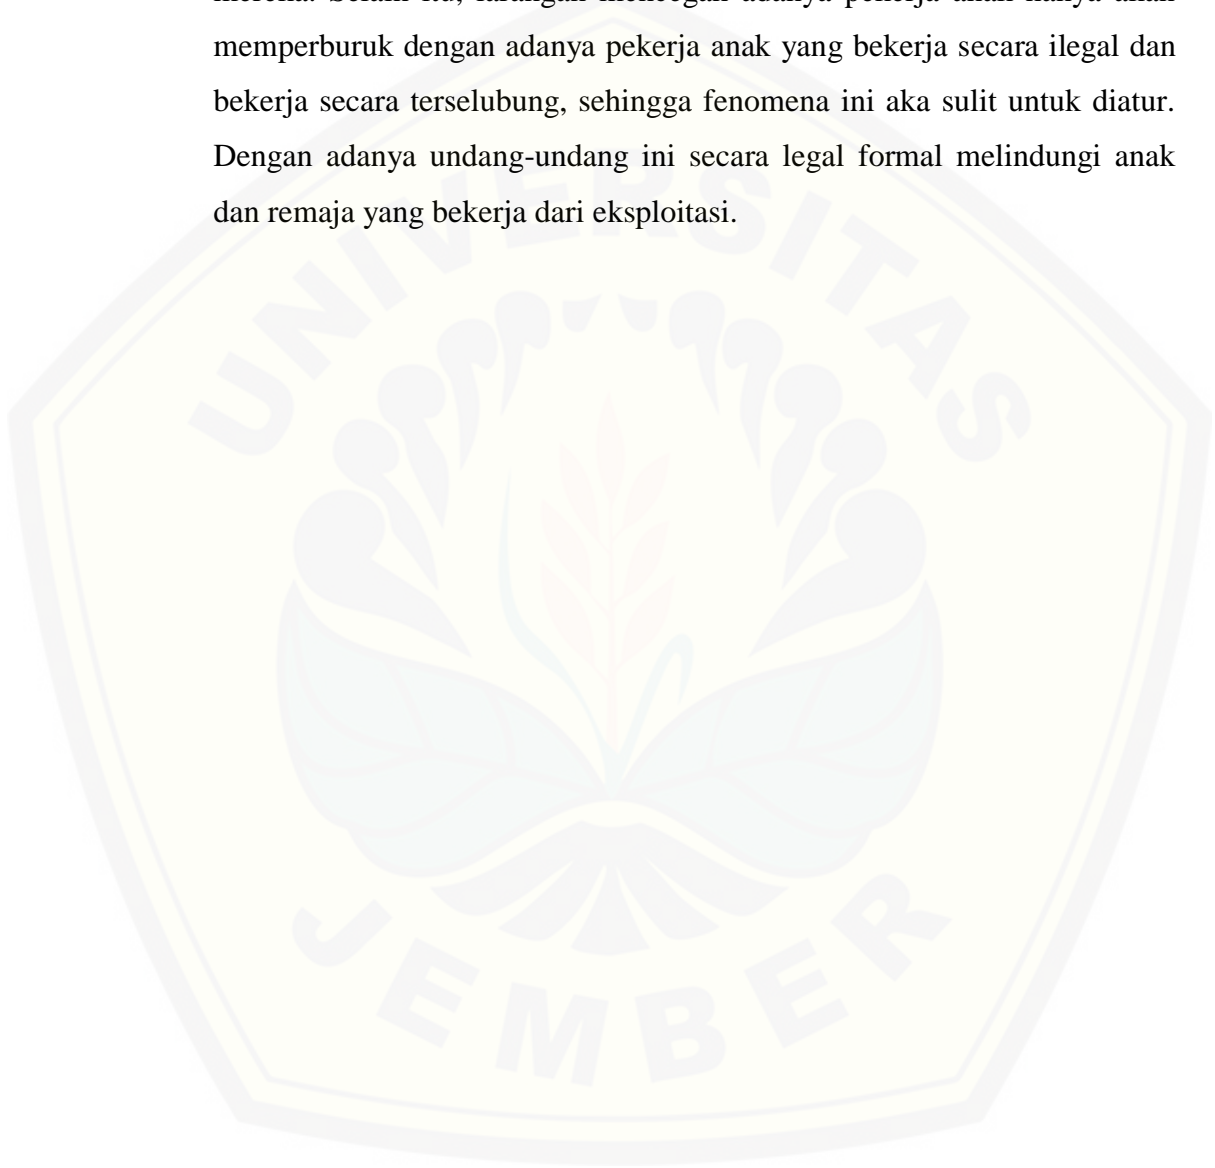 memperburuk dengan adanya pekerja anak yang bekerja secara ilegal dan
bekerja secara terselubung, sehingga fenomena ini aka sulit untuk diatur.
Dengan adanya undang-undang ini secara legal formal melindungi anak
dan remaja yang bekerja dari eksploitasi.
UNIVERSITAS
JEMBER